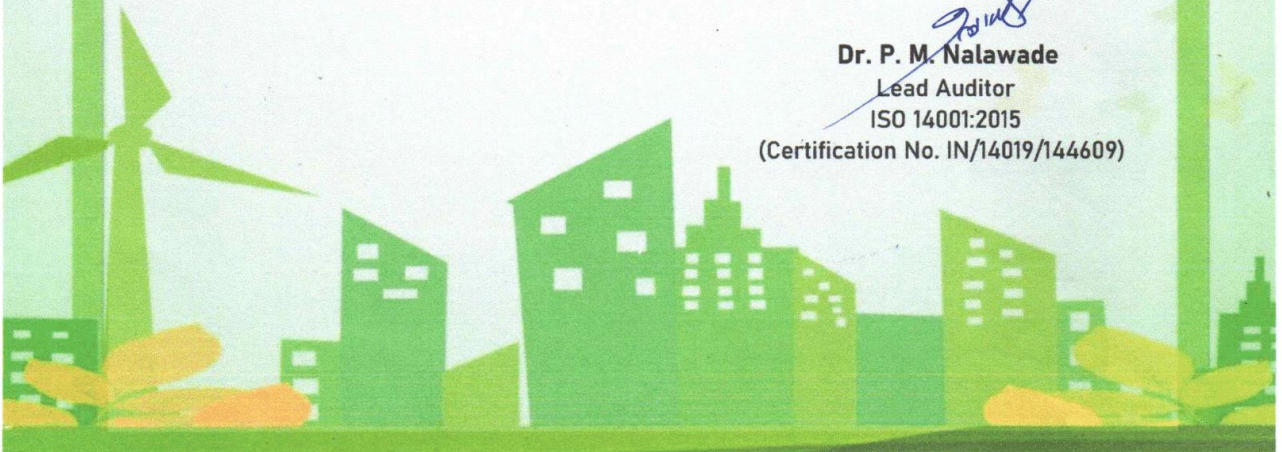 Dr. P. M. Nalawade
Lead Auditor
ISO 14001:2015
(Certification No. IN/14019/144609)